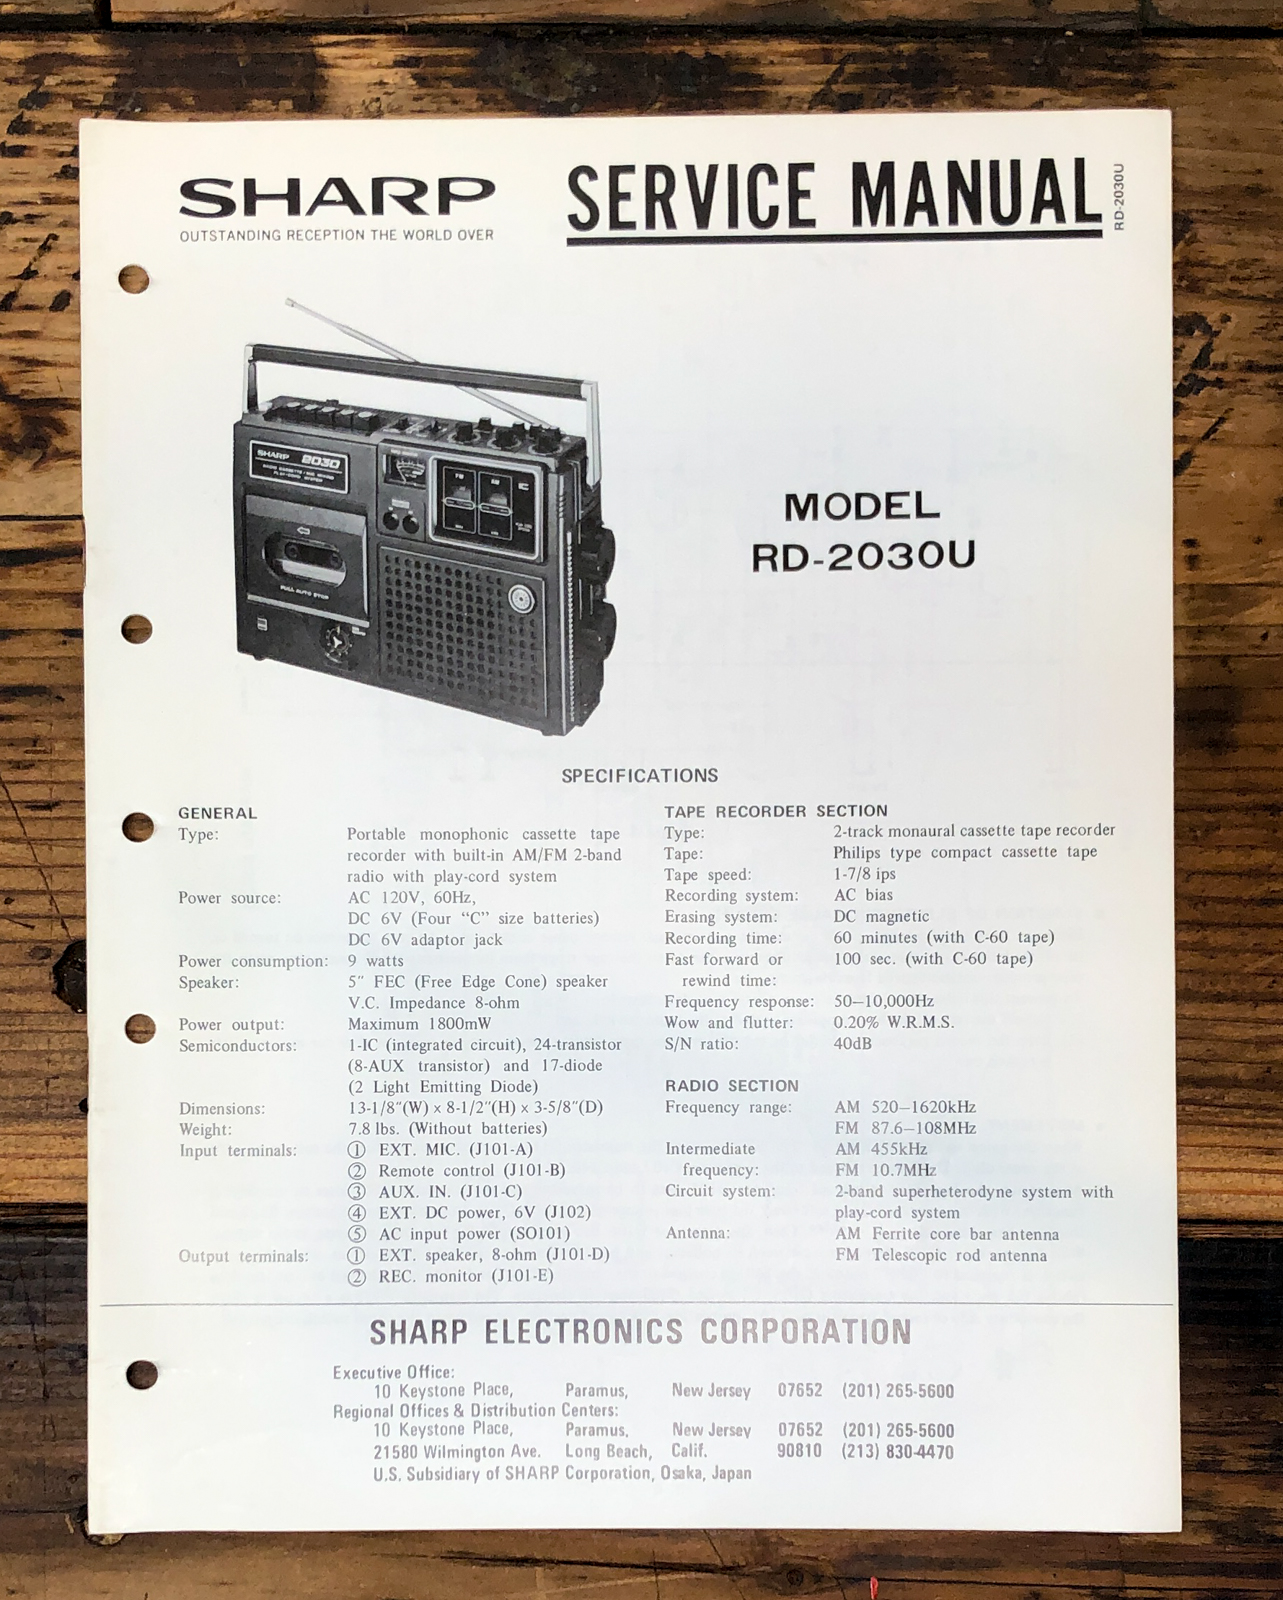 SHARP
OUTSTANDING RECEPTION THE WORLD OVER
SERVICE MANUAL
RD-2030U
SHARP 2030
FULL AUTO STOP
MODEL
RD-2030U
SPECIFICATIONS
GENERAL
Type: Portable monophonic cassette tape
recorder with built-in AM/FM 2-band
radio with play-cord system
Power source: AC 120V, 60Hz,
DC 6V (Four “C” size batteries)
DC 6V adaptor jack
Power consumption: 9 watts
Speaker: 5″ FEC (Free Edge Cone) speaker
V.C. Impedance 8-ohm
Power output: Maximum 1800mW
Semiconductors: 1-IC (integrated circuit), 24-transistor
(8-AUX transistor) and 17-diode
(2 Light Emitting Diode)
Dimensions: 13-1/8″(W) x 8-1/2″(H) x 3-5/8″(D)
Weight: 7.8 lbs. (Without batteries)
Input terminals: ① EXT. MIC. (J101-A)
② Remote control (J101-B)
③ AUX. IN. (J101-C)
④ EXT. DC power, 6V (J102)
⑤ AC input power (SO101)
Output terminals: ① EXT. speaker, 8-ohm (J101-D)
② REC. monitor (J101-E)
TAPE RECORDER SECTION
Type: 2-track monaural cassette tape recorder
Tape: Philips type compact cassette tape
Tape speed: 1-7/8 ips
Recording system: AC bias
Erasing system: DC magnetic
Recording time: 60 minutes (with C-60 tape)
Fast forward or 100 sec. (with C-60 tape)
rewind time:
Frequency response: 50–10,000Hz
Wow and flutter: 0.20% W.R.M.S.
S/N ratio: 40dB
RADIO SECTION
Frequency range: AM 520–1620kHz
FM 87.6–108MHz
Intermediate AM 455kHz
frequency: FM 10.7MHz
Circuit system: 2-band superheterodyne system with
play-cord system
Antenna: AM Ferrite core bar antenna
FM Telescopic rod antenna
SHARP ELECTRONICS CORPORATION
Executive Office:
10 Keystone Place, Paramus, New Jersey 07652 (201) 265-5600
Regional Offices & Distribution Centers:
10 Keystone Place, Paramus, New Jersey 07652 (201) 265-5600
21580 Wilmington Ave. Long Beach, Calif. 90810 (213) 830-4470
U.S. Subsidiary of SHARP Corporation, Osaka, Japan